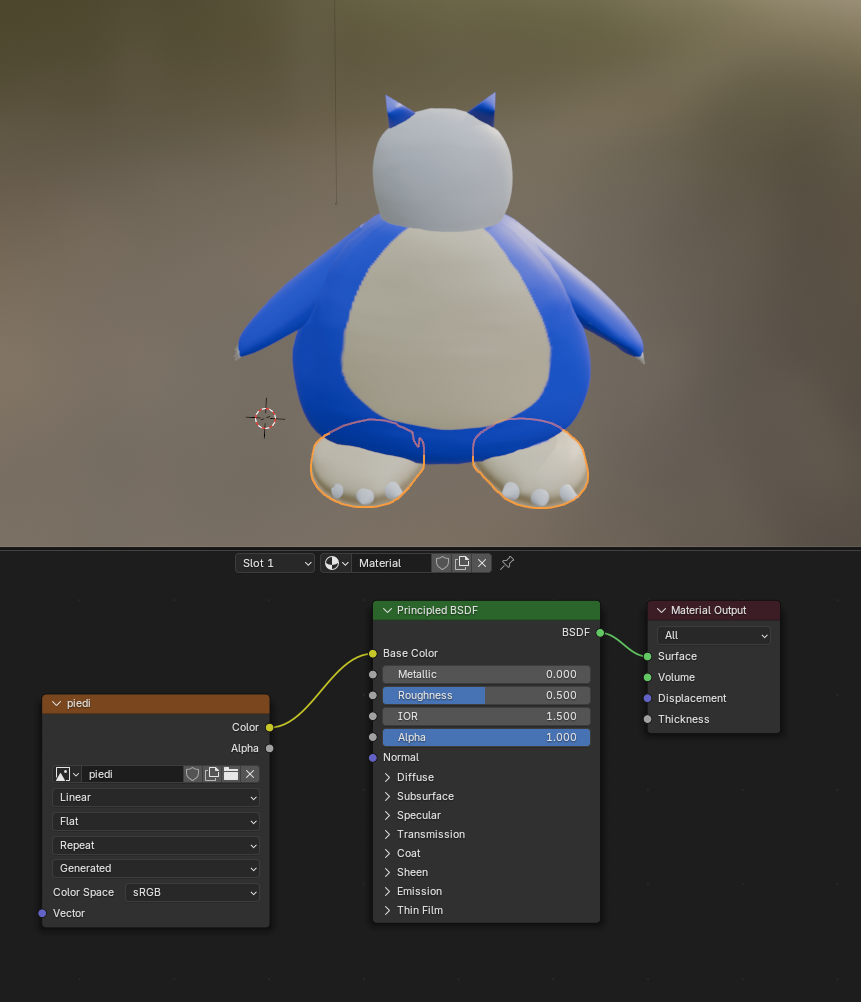 Slot 1
Material
Principled BSDF
BSDF
Base Color
Metallic 0.000
Roughness 0.500
IOR 1.500
Alpha 1.000
Normal
Diffuse
Subsurface
Specular
Transmission
Coat
Sheen
Emission
Thin Film
Material Output
All
Surface
Volume
Displacement
Thickness
piedi
Color
Alpha
piedi
Linear
Flat
Repeat
Generated
Color Space sRGB
Vector